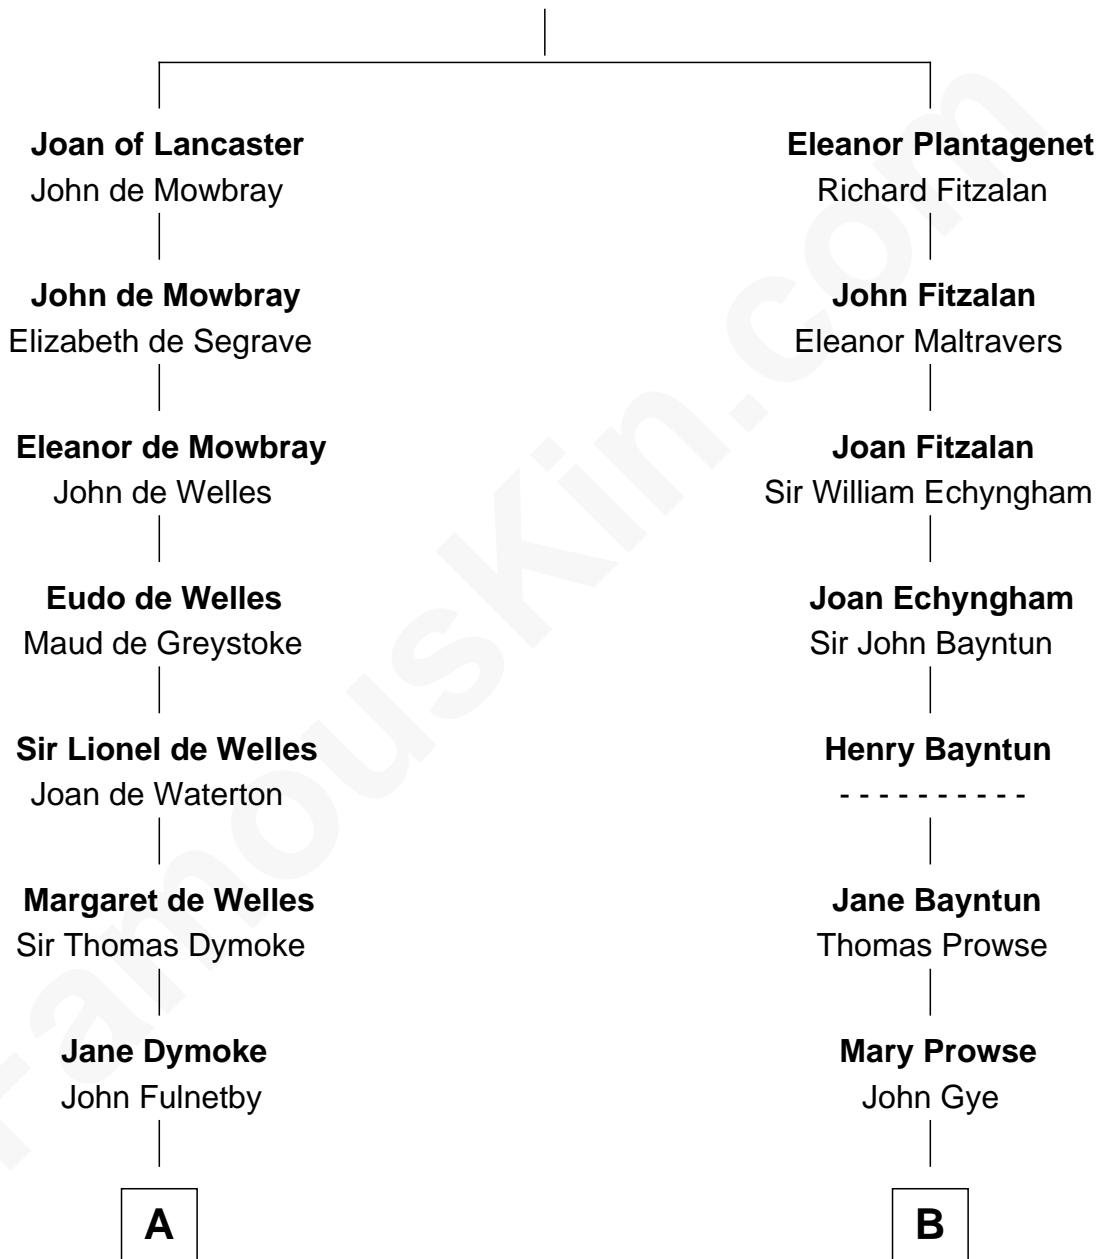 Joan of Lancaster
John de Mowbray
John de Mowbray
Elizabeth de Segrave
Eleanor de Mowbray
John de Welles
Eudo de Welles
Maud de Greystoke
Sir Lionel de Welles
Joan de Waterton
Margaret de Welles
Sir Thomas Dymoke
Jane Dymoke
John Fulnetby
A
Eleanor Plantagenet
Richard Fitzalan
John Fitzalan
Eleanor Maltravers
Joan Fitzalan
Sir William Echyngham
Joan Echyngham
Sir John Bayntun
Henry Bayntun
- - - - - - - - - -
Jane Bayntun
Thomas Prowse
Mary Prowse
John Gye
B
FamousKin.com